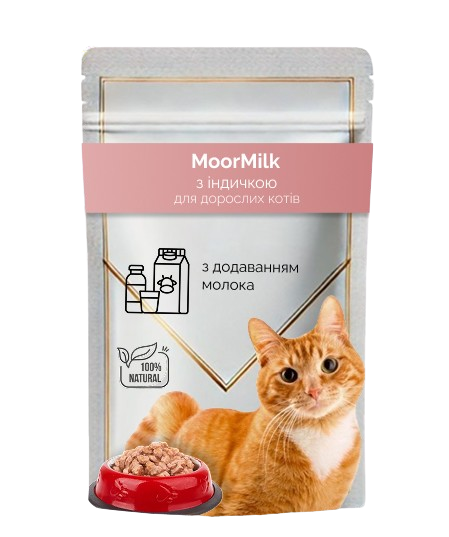 MoorMilk
з індичкою
для дорослих котів
з додаванням
молока
100%
NATURAL